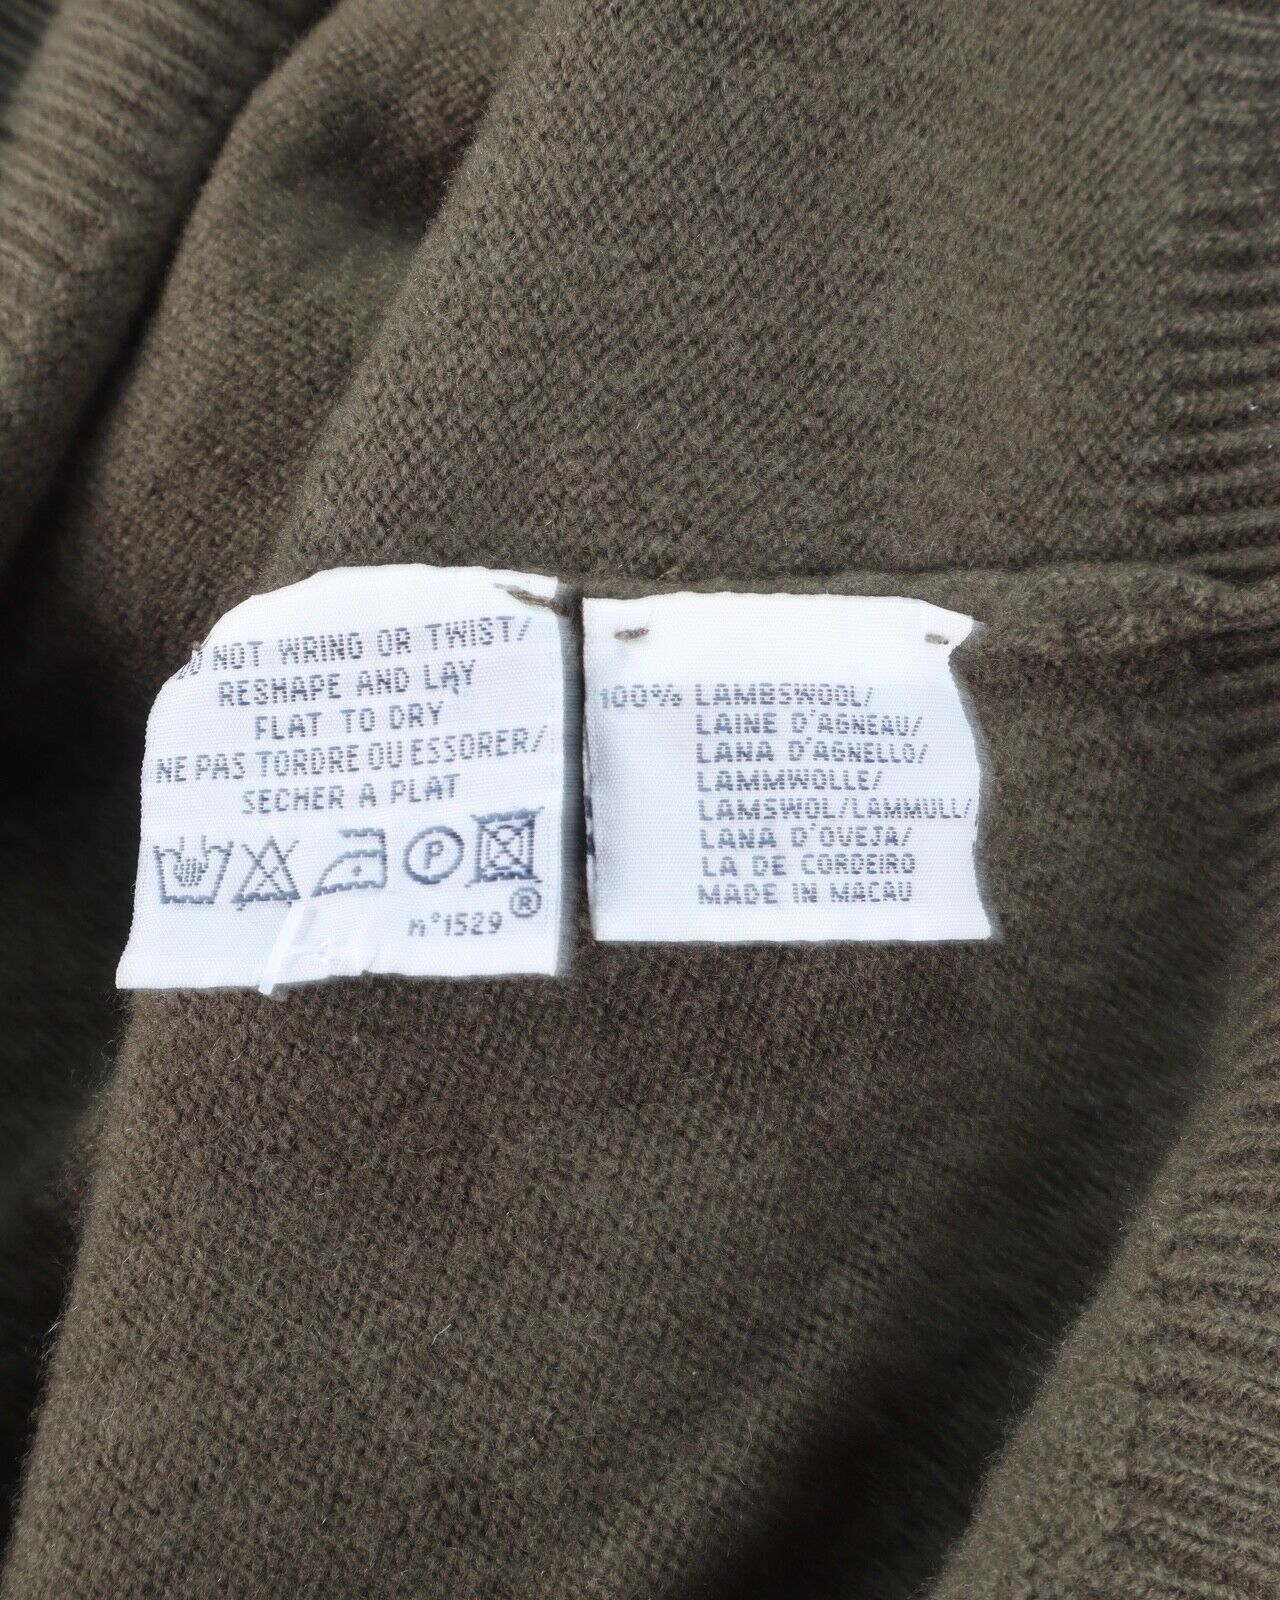 DO NOT WRING OR TWIST/
RESHAPE AND LAY
FLAT TO DRY
NE PAS TORDRE OU ESSORER/
SECHER A PLAT
P
n°1529 ®
100% LAMBSWOOL/
LAINE D'AGNEAU/
LANA D'AGNELLO/
LAMMWOLLE/
LAMSWOL/LAMMULL/
LANA D'OVEJA/
LA DE CORDEIRO
MADE IN MACAU